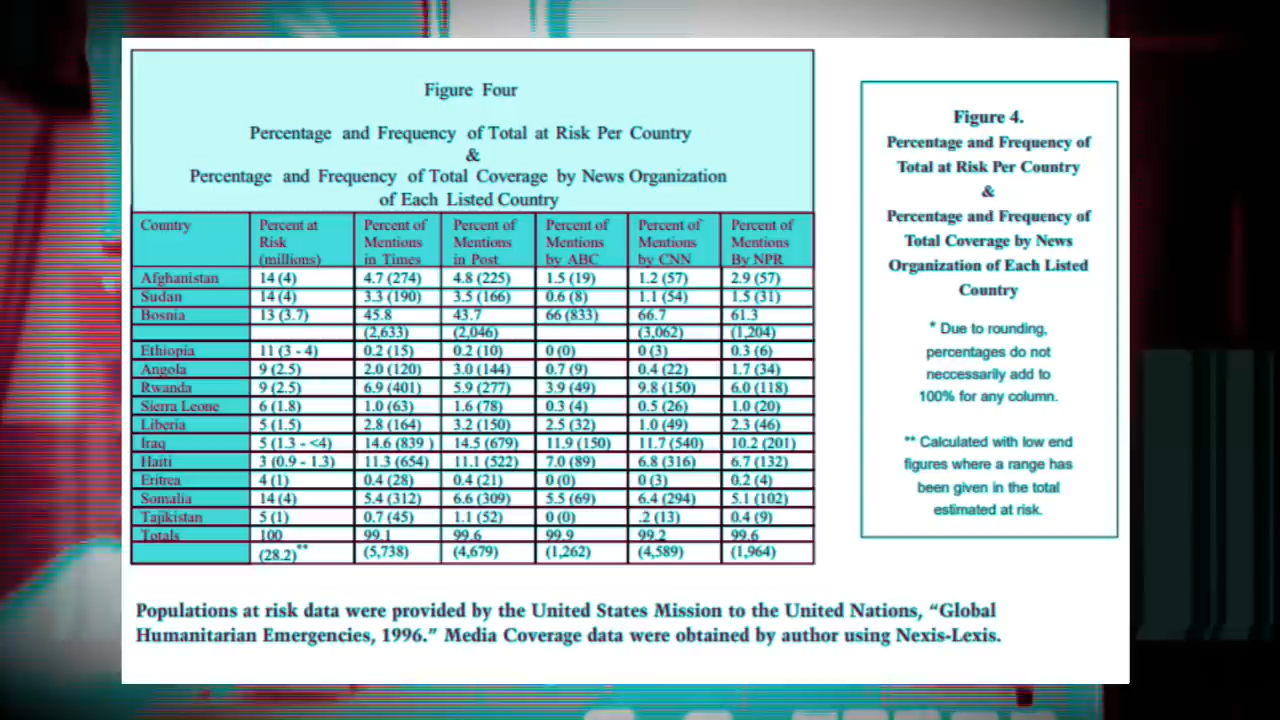 Figure Four
Percentage and Frequency of Total at Risk Per Country
&
Percentage and Frequency of Total Coverage by News Organization
of Each Listed Country
Country Percent at Risk (millions) Percent of Mentions in Times Percent of Mentions in Post Percent of Mentions by ABC Percent of Mentions by CNN Percent of Mentions By NPR
Afghanistan 14 (4) 4.7 (274) 4.8 (225) 1.5 (19) 1.2 (57) 2.9 (57)
Sudan 14 (4) 3.3 (190) 3.5 (166) 0.6 (8) 1.1 (54) 1.5 (31)
Bosnia 13 (3.7) 45.8 43.7 66 (833) 66.7 61.3
(2,633) (2,046) (3,062) (1,204)
Ethiopia 11 (3 - 4) 0.2 (15) 0.2 (10) 0 (0) 0 (3) 0.3 (6)
Angola 9 (2.5) 2.0 (120) 3.0 (144) 0.7 (9) 0.4 (22) 1.7 (34)
Rwanda 9 (2.5) 6.9 (401) 5.9 (277) 3.9 (49) 9.8 (150) 6.0 (118)
Sierra Leone 6 (1.8) 1.0 (63) 1.6 (78) 0.3 (4) 0.5 (26) 1.0 (20)
Liberia 5 (1.5) 2.8 (164) 3.2 (150) 2.5 (32) 1.0 (49) 2.3 (46)
Iraq 5 (1.3 - <4) 14.6 (839 ) 14.5 (679) 11.9 (150) 11.7 (540) 10.2 (201)
Haiti 3 (0.9 - 1.3) 11.3 (654) 11.1 (522) 7.0 (89) 6.8 (316) 6.7 (132)
Eritrea 4 (1) 0.4 (28) 0.4 (21) 0 (0) 0 (3) 0.2 (4)
Somalia 14 (4) 5.4 (312) 6.6 (309) 5.5 (69) 6.4 (294) 5.1 (102)
Tajikistan 5 (1) 0.7 (45) 1.1 (52) 0 (0) .2 (13) 0.4 (9)
Totals 100 99.1 99.6 99.9 99.2 99.6
(28.2)** (5,738) (4,679) (1,262) (4,589) (1,964)
Figure 4.
Percentage and Frequency of
Total at Risk Per Country
&
Percentage and Frequency of
Total Coverage by News
Organization of Each Listed
Country
* Due to rounding,
percentages do not
neccessarily add to
100% for any column.
** Calculated with low end
figures where a range has
been given in the total
estimated at risk.
Populations at risk data were provided by the United States Mission to the United Nations, “Global
Humanitarian Emergencies, 1996.” Media Coverage data were obtained by author using Nexis-Lexis.